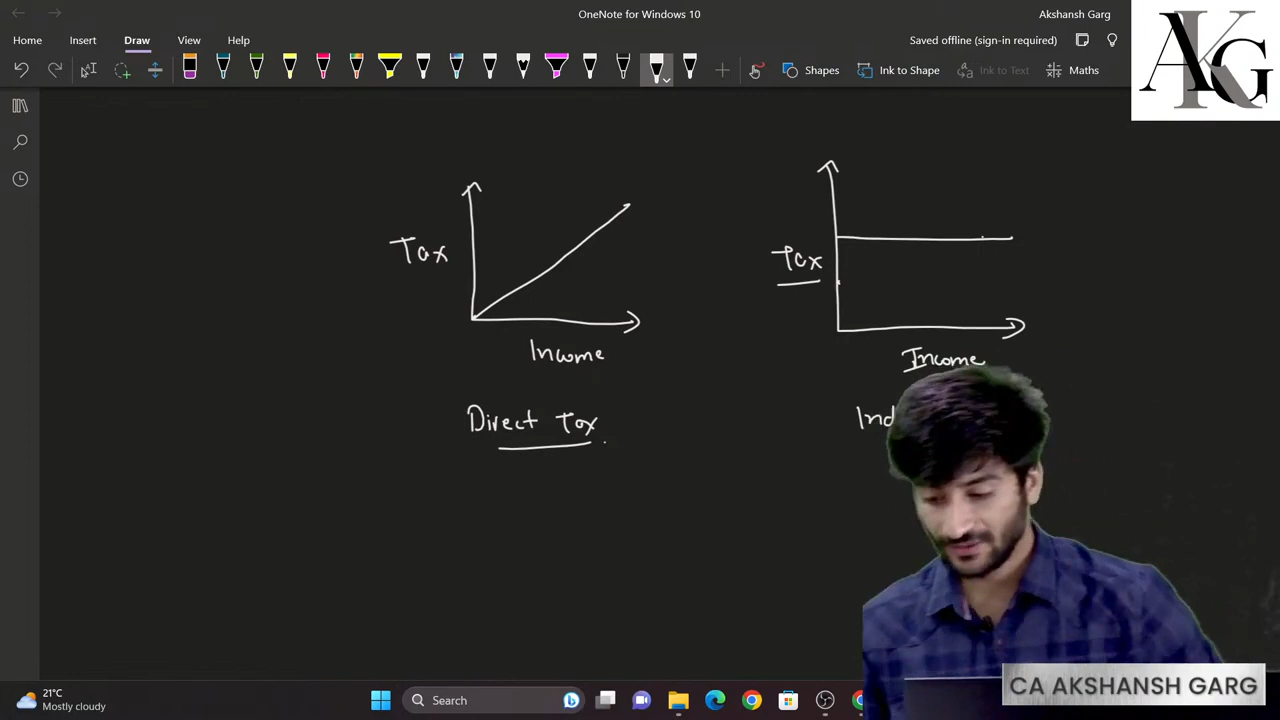 OneNote for Windows 10
Akshansh Garg
Home Insert Draw View Help
Saved offline (sign-in required)
Shapes Ink to Shape Ink to Text Maths
AKG
Tax
Income
Direct Tax
Tax
Income
Ind
CA AKSHANSH GARG
21°C
Mostly cloudy
Search